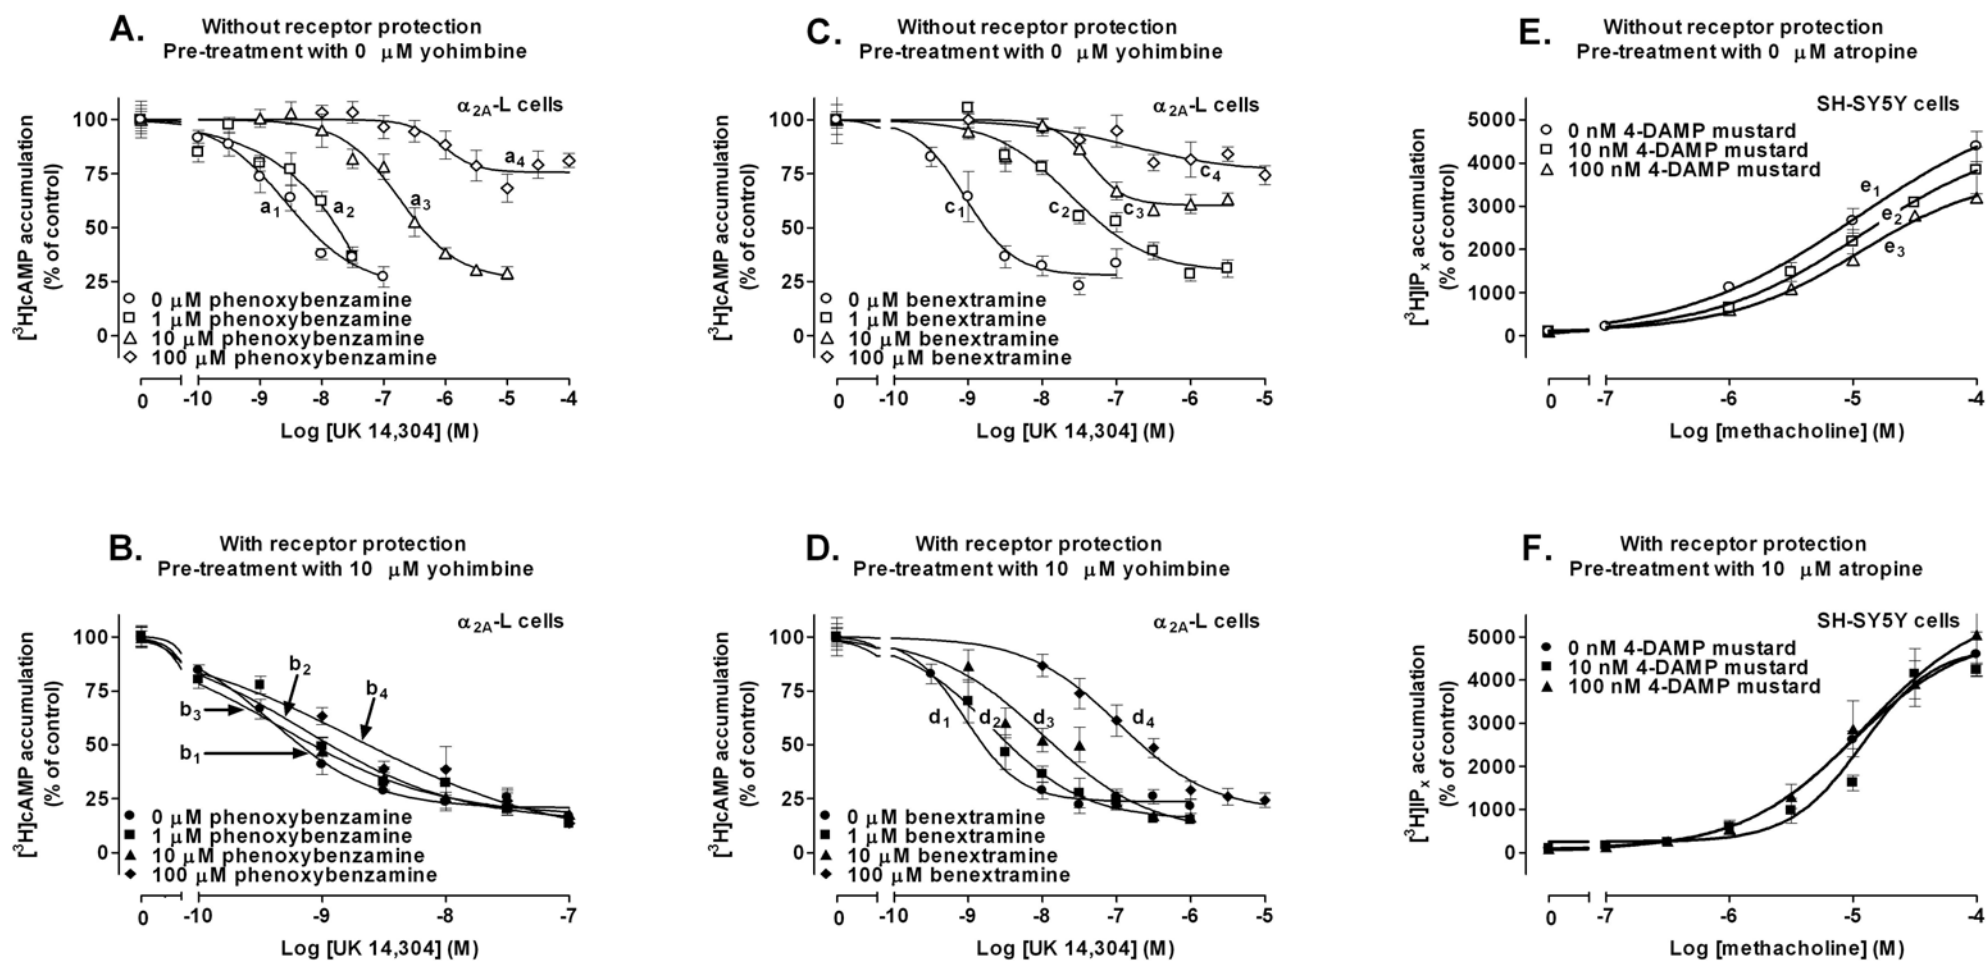 A.
Without receptor protection
Pre-treatment with 0 μM yohimbine
α2A-L cells
[³H]cAMP accumulation
(% of control)
100
75
50
25
0
a1
a2
a3
a4
0 μM phenoxybenzamine
1 μM phenoxybenzamine
10 μM phenoxybenzamine
100 μM phenoxybenzamine
0 -10 -9 -8 -7 -6 -5 -4
Log [UK 14,304] (M)
C.
Without receptor protection
Pre-treatment with 0 μM yohimbine
α2A-L cells
[³H]cAMP accumulation
(% of control)
100
75
50
25
0
c1
c2
c3
c4
0 μM benextramine
1 μM benextramine
10 μM benextramine
100 μM benextramine
0 -10 -9 -8 -7 -6 -5
Log [UK 14,304] (M)
E.
Without receptor protection
Pre-treatment with 0 μM atropine
SH-SY5Y cells
[³H]IPx accumulation
(% of control)
5000
4000
3000
2000
1000
0
0 nM 4-DAMP mustard
10 nM 4-DAMP mustard
100 nM 4-DAMP mustard
e1
e2
e3
0 -7 -6 -5 -4
Log [methacholine] (M)
B.
With receptor protection
Pre-treatment with 10 μM yohimbine
α2A-L cells
[³H]cAMP accumulation
(% of control)
100
75
50
25
0
b2
b4
b3
b1
0 μM phenoxybenzamine
1 μM phenoxybenzamine
10 μM phenoxybenzamine
100 μM phenoxybenzamine
0 -10 -9 -8 -7
Log [UK 14,304] (M)
D.
With receptor protection
Pre-treatment with 10 μM yohimbine
α2A-L cells
[³H]cAMP accumulation
(% of control)
100
75
50
25
0
d1
d2
d3
d4
0 μM benextramine
1 μM benextramine
10 μM benextramine
100 μM benextramine
0 -10 -9 -8 -7 -6 -5
Log [UK 14,304] (M)
F.
With receptor protection
Pre-treatment with 10 μM atropine
SH-SY5Y cells
[³H]IPx accumulation
(% of control)
5000
4000
3000
2000
1000
0
0 nM 4-DAMP mustard
10 nM 4-DAMP mustard
100 nM 4-DAMP mustard
0 -7 -6 -5 -4
Log [methacholine] (M)